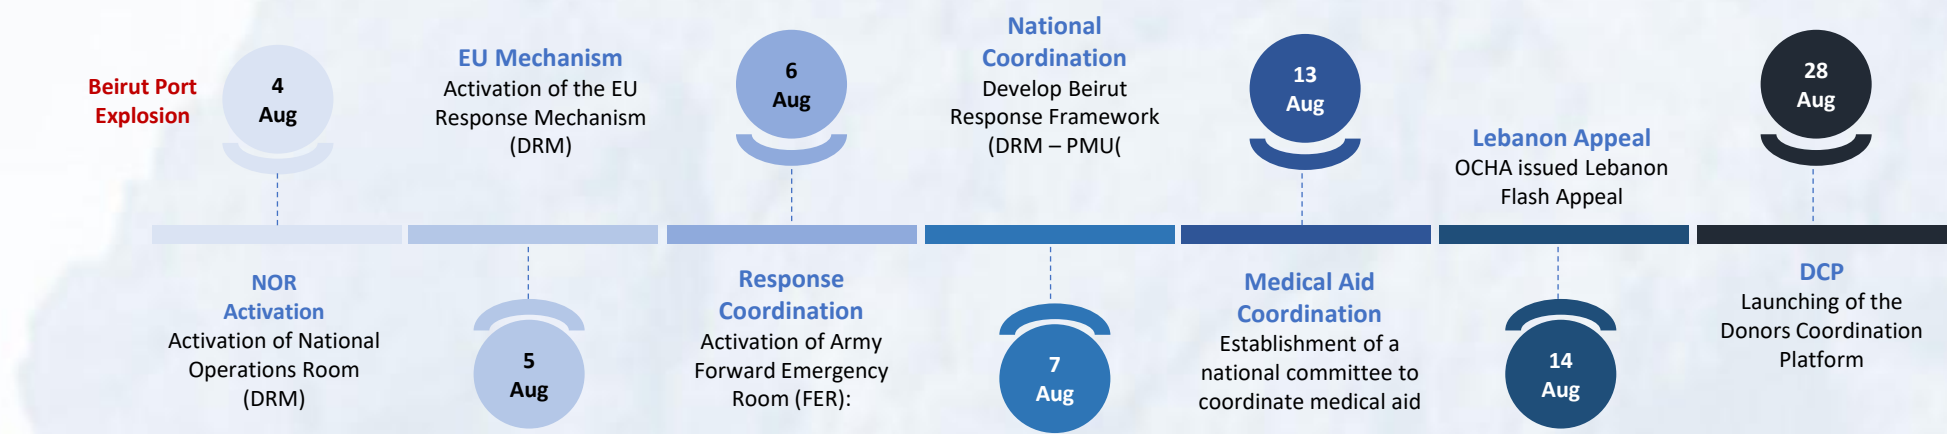 Beirut Port
Explosion
4
Aug
NOR
Activation
Activation of National
Operations Room
(DRM)
EU Mechanism
Activation of the EU
Response Mechanism
(DRM)
5
Aug
6
Aug
Response
Coordination
Activation of Army
Forward Emergency
Room (FER):
National
Coordination
Develop Beirut
Response Framework
(DRM – PMU(
7
Aug
13
Aug
Medical Aid
Coordination
Establishment of a
national committee to
coordinate medical aid
Lebanon Appeal
OCHA issued Lebanon
Flash Appeal
14
Aug
28
Aug
DCP
Launching of the
Donors Coordination
Platform